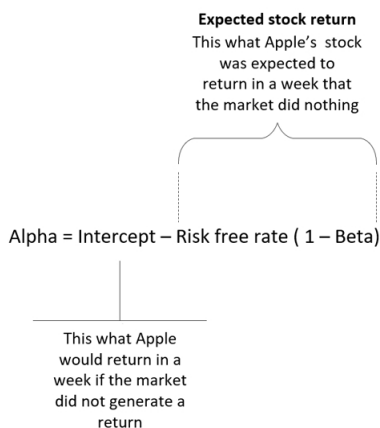 Expected stock return
This what Apple's  stock
was expected to
return in a week that
the market did nothing
Alpha = Intercept – Risk free rate ( 1 – Beta)
This what Apple
would return in a
week if the market
did not generate a
return